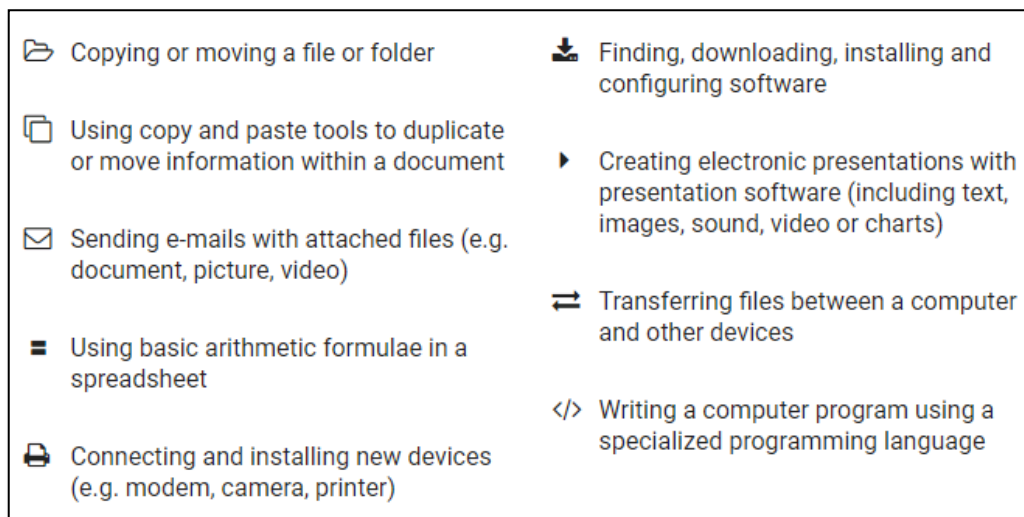 Copying or moving a file or folder
Using copy and paste tools to duplicate
or move information within a document
Sending e-mails with attached files (e.g.
document, picture, video)
Using basic arithmetic formulae in a
spreadsheet
Connecting and installing new devices
(e.g. modem, camera, printer)
Finding, downloading, installing and
configuring software
Creating electronic presentations with
presentation software (including text,
images, sound, video or charts)
Transferring files between a computer
and other devices
Writing a computer program using a
specialized programming language